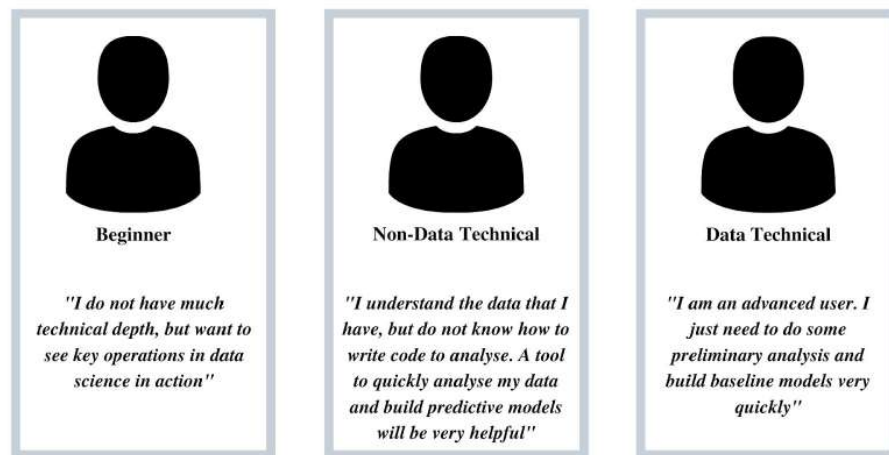 Beginner
"I do not have much
technical depth, but want to
see key operations in data
science in action"
Non-Data Technical
"I understand the data that I
have, but do not know how to
write code to analyse. A tool
to quickly analyse my data
and build predictive models
will be very helpful"
Data Technical
"I am an advanced user. I
just need to do some
preliminary analysis and
build baseline models very
quickly"